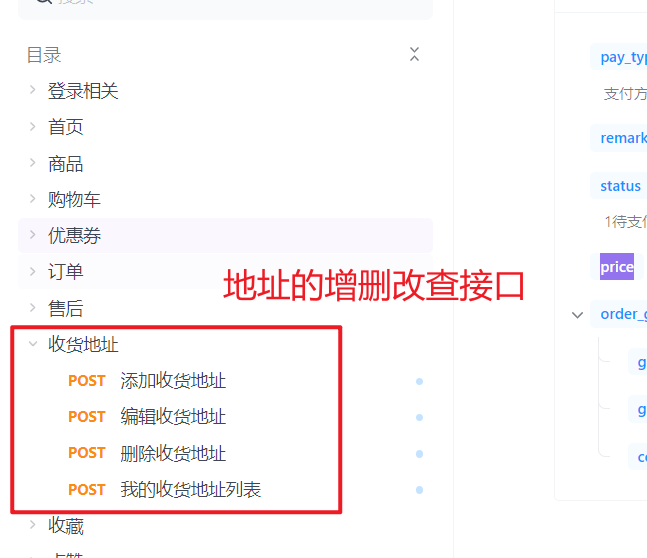 搜索
目录
登录相关
首页
商品
购物车
优惠券
订单
售后
收货地址
POST 添加收货地址
POST 编辑收货地址
POST 删除收货地址
POST 我的收货地址列表
收藏
地址的增删改查接口
pay_ty
支付方
remark
status
1待支
price
order_g
g
g